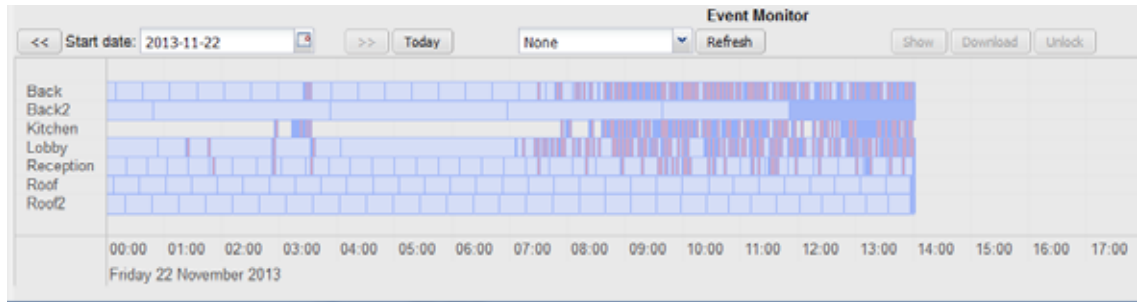 Event Monitor
<< Start date: 2013-11-22 >> Today None Refresh Show Download Unlock
Back
Back2
Kitchen
Lobby
Reception
Roof
Roof2
00:00 01:00 02:00 03:00 04:00 05:00 06:00 07:00 08:00 09:00 10:00 11:00 12:00 13:00 14:00 15:00 16:00 17:00
Friday 22 November 2013